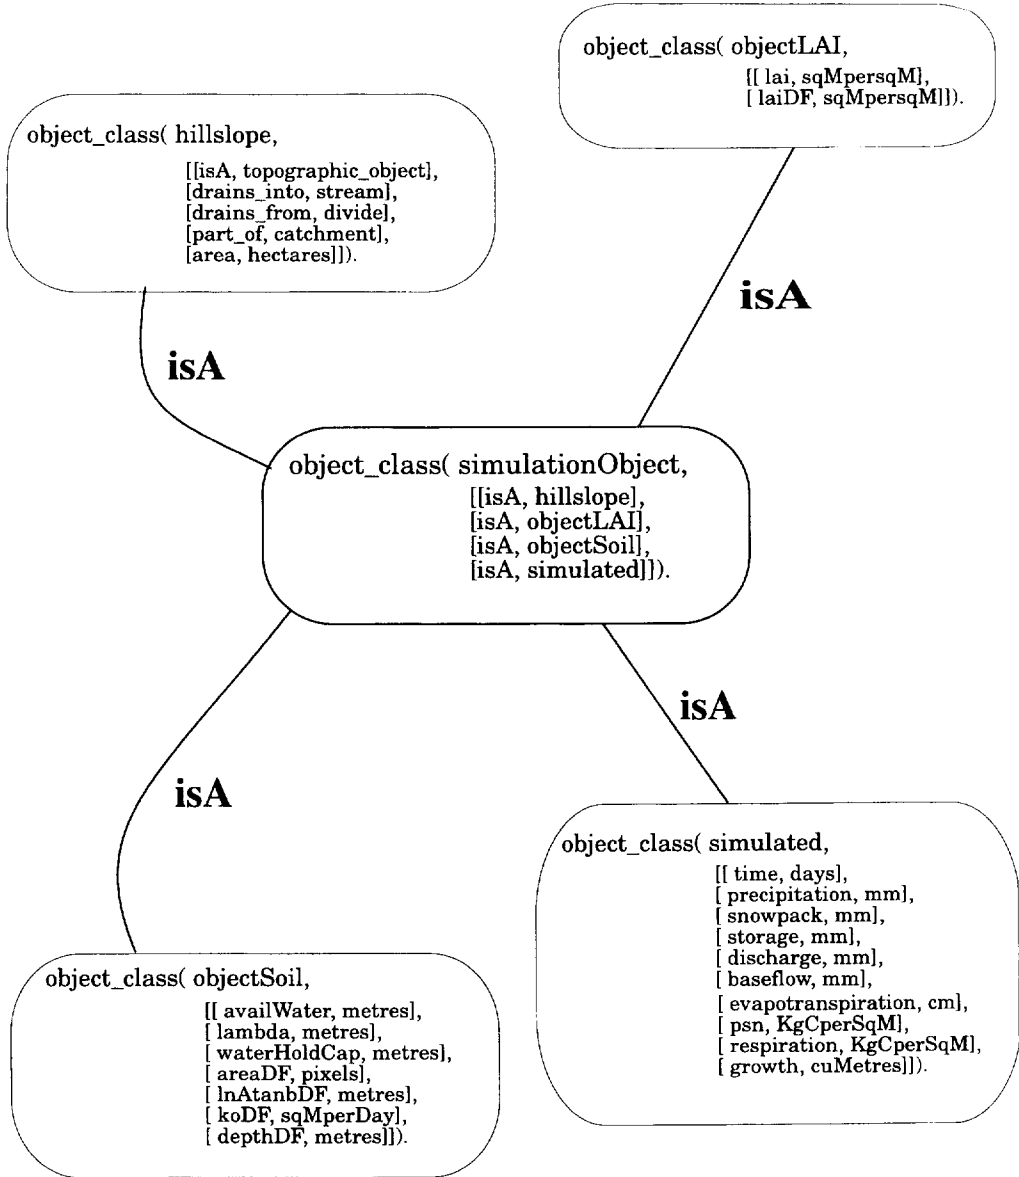 object_class( objectLAI,
[[ lai, sqMpersqM],
[ laiDF, sqMpersqM]]).
object_class( hillslope,
[[isA, topographic_object],
[drains_into, stream],
[drains_from, divide],
[part_of, catchment],
[area, hectares]]).
isA
isA
object_class( simulationObject,
[[isA, hillslope],
[isA, objectLAI],
[isA, objectSoil],
[isA, simulated]]).
isA
isA
object_class( simulated,
[[ time, days],
[ precipitation, mm],
[ snowpack, mm],
[ storage, mm],
[ discharge, mm],
[ baseflow, mm],
[ evapotranspiration, cm],
[ psn, KgCperSqM],
[ respiration, KgCperSqM],
[ growth, cuMetres]]).
object_class( objectSoil,
[[ availWater, metres],
[ lambda, metres],
[ waterHoldCap, metres],
[ areaDF, pixels],
[ lnAtanbDF, metres],
[ koDF, sqMperDay],
[ depthDF, metres]]).